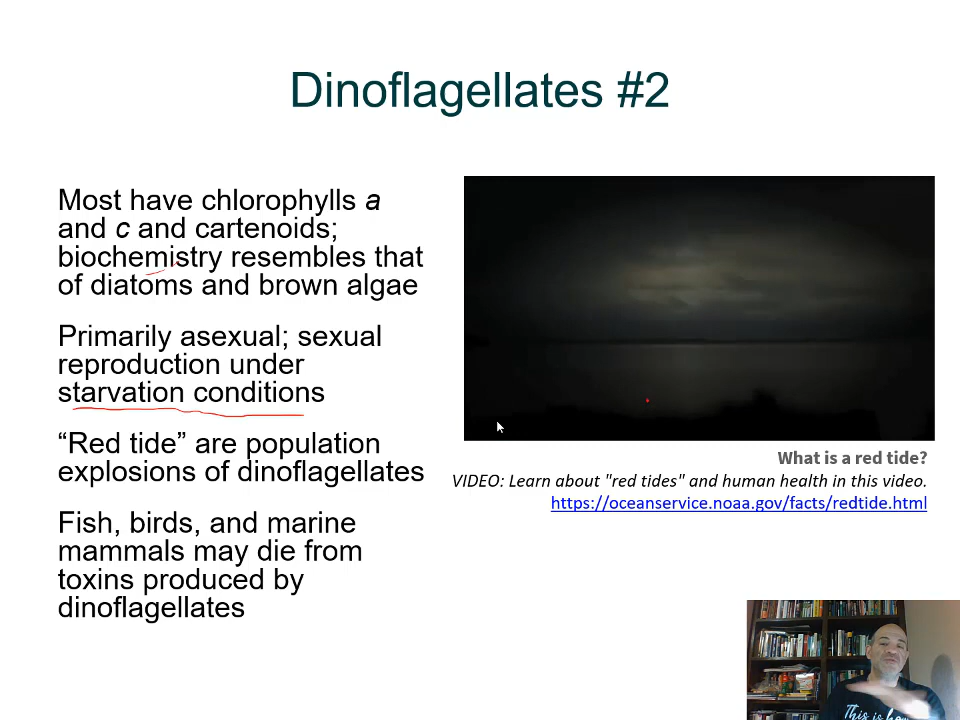 Dinoflagellates #2
Most have chlorophylls a
and c and cartenoids;
biochemistry resembles that
of diatoms and brown algae
Primarily asexual; sexual
reproduction under
starvation conditions
“Red tide” are population
explosions of dinoflagellates
Fish, birds, and marine
mammals may die from
toxins produced by
dinoflagellates
What is a red tide?
VIDEO: Learn about "red tides" and human health in this video.
https://oceanservice.noaa.gov/facts/redtide.html
This is how